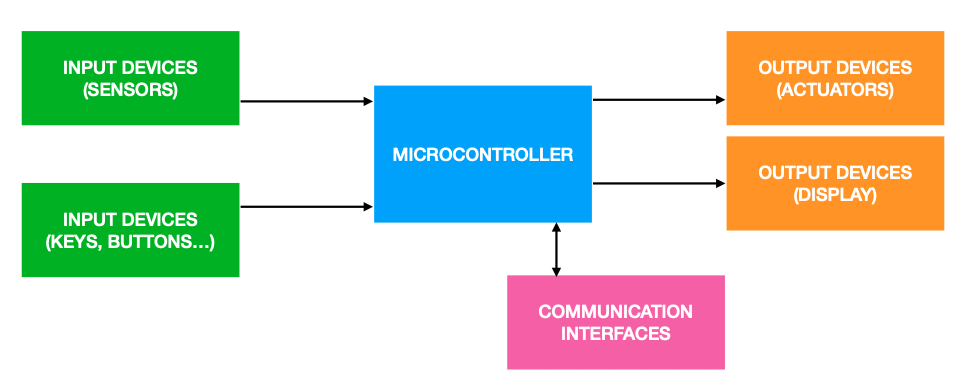 INPUT DEVICES
(SENSORS)
INPUT DEVICES
(KEYS, BUTTONS…)
MICROCONTROLLER
OUTPUT DEVICES
(ACTUATORS)
OUTPUT DEVICES
(DISPLAY)
COMMUNICATION
INTERFACES